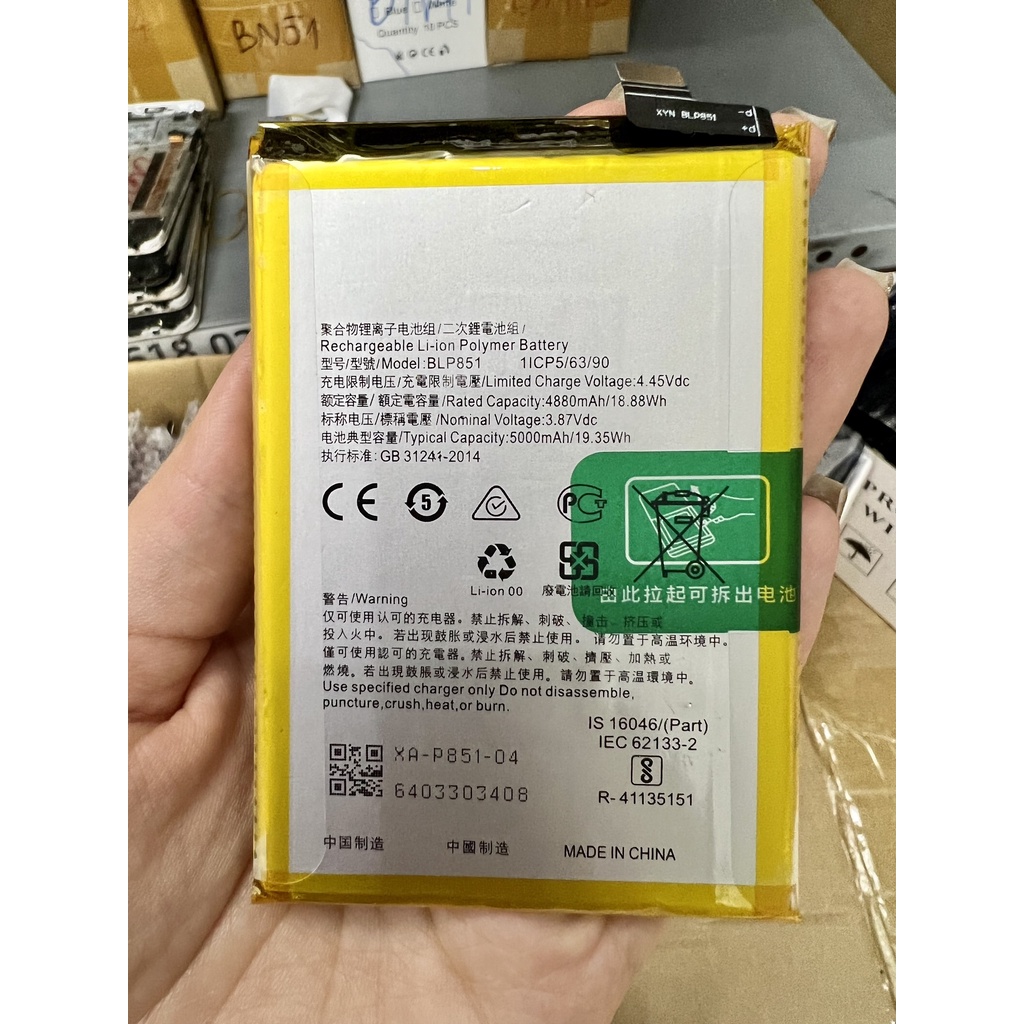 BN51
Quantity 10 PCS
CE
XYN BLP851
P-
P+
聚合物锂离子电池组/二次鋰電池組/
Rechargeable Li-ion Polymer Battery
型号/型號/Model:BLP851 1ICP5/63/90
充电限制电压/充電限制電壓/Limited Charge Voltage:4.45Vdc
额定容量/ 額定電容量/Rated Capacity:4880mAh/18.88Wh
标称电压/標稱電壓 /Nominal Voltage:3.87Vdc
电池典型容量/Typical Capacity:5000mAh/19.35Wh
执行标准: GB 31241-2014
CE 5 PCT
Li-ion 00 廢電池請回收
由此拉起可拆出电池
警告/Warning
仅可使用认可的充电器。禁止拆解、刺破、撞击、挤压或
投入火中。若出现鼓胀或浸水后禁止使用。 请勿置于高温环境中。
僅可使用認可的充電器。禁止拆解、刺破、擠壓、加熱或
燃燒。若出現鼓脹或浸水后禁止使用。請勿置于高溫環境中。
Use specified charger only Do not disassemble,
puncture,crush,heat,or burn.
IS 16046/(Part)
IEC 62133-2
R- 41135151
XA-P851-04
6403303408
中国制造 中國制造 MADE IN CHINA
PR
WI